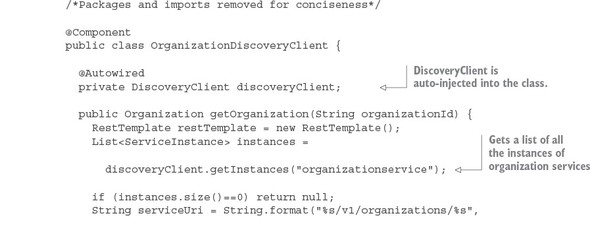 /*Packages and imports removed for conciseness*/
@Component
public class OrganizationDiscoveryClient {
@Autowired
private DiscoveryClient discoveryClient;
DiscoveryClient is
auto-injected into the class.
public Organization getOrganization(String organizationId) {
RestTemplate restTemplate = new RestTemplate();
List<ServiceInstance> instances =
discoveryClient.getInstances("organizationservice");
Gets a list of all
the instances of
organization services
if (instances.size()==0) return null;
String serviceUri = String.format("%s/v1/organizations/%s",